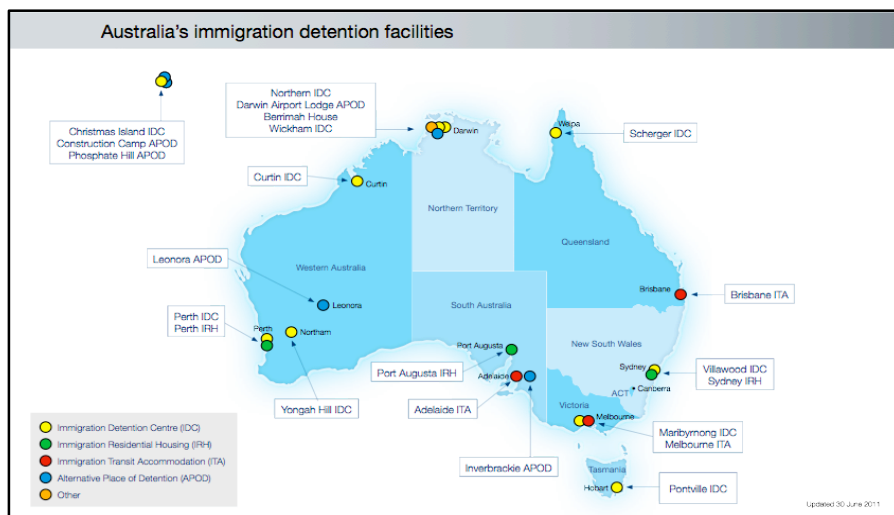 Australia's immigration detention facilities
Christmas Island IDC
Construction Camp APOD
Phosphate Hill APOD
Northern IDC
Darwin Airport Lodge APOD
Berrimah House
Wickham IDC
Darwin
Weipa
Scherger IDC
Curtin IDC
Curtin
Northern Territory
Queensland
Leonora APOD
Western Australia
Leonora
South Australia
Brisbane
Brisbane ITA
Perth IDC
Perth IRH
Perth
Northam
Port Augusta
New South Wales
Port Augusta IRH
Sydney
Villawood IDC
Sydney IRH
Adelaide
Canberra
ACT
Yongah Hill IDC
Adelaide ITA
Victoria
Melbourne
Maribyrnong IDC
Melbourne ITA
Inverbrackie APOD
Tasmania
Hobart
Pontville IDC
Immigration Detention Centre (IDC)
Immigration Residential Housing (IRH)
Immigration Transit Accommodation (ITA)
Alternative Place of Detention (APOD)
Other
Updated 30 June 2011